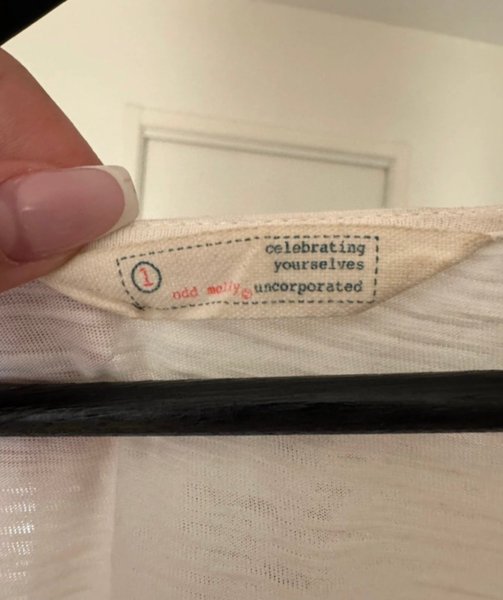 celebrating
yourselves
1
odd molly uncorporated